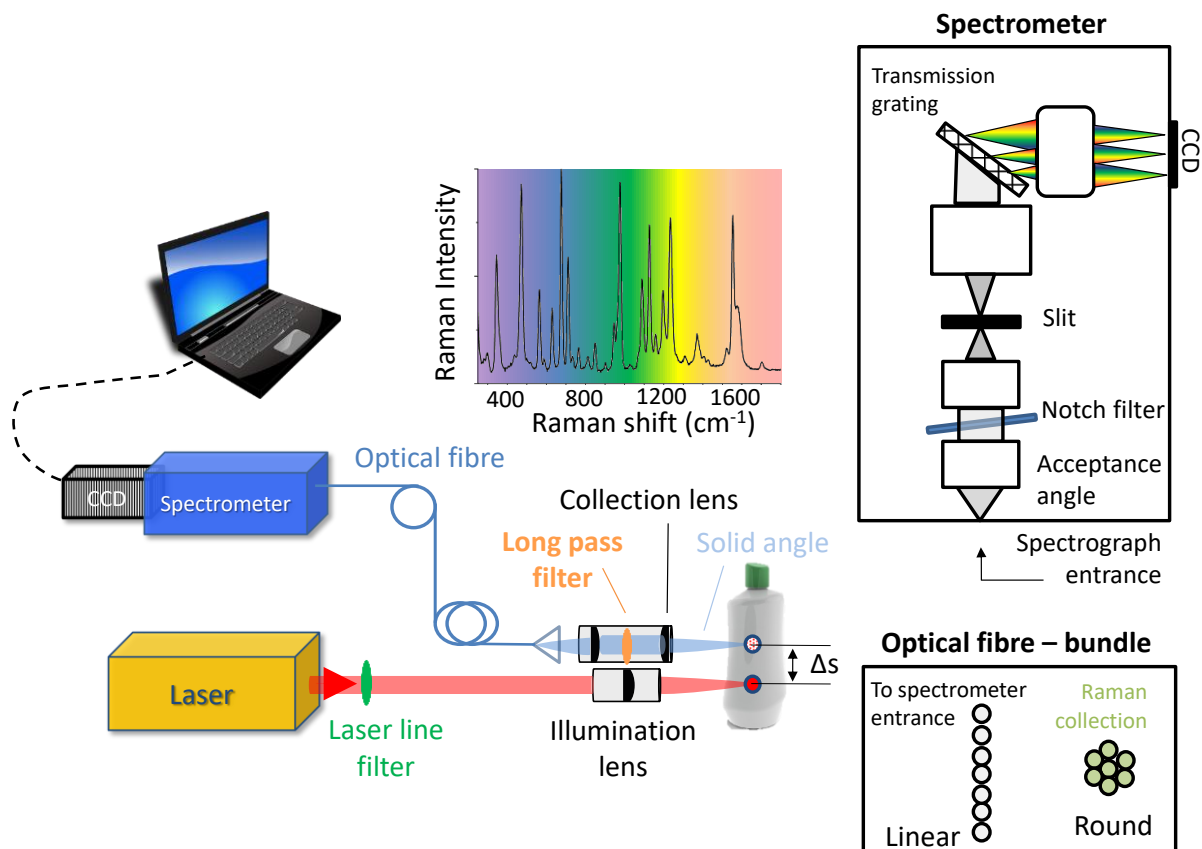 Spectrometer
Transmission
grating
CCD
Slit
Notch filter
Acceptance
angle
Spectrograph
entrance
Raman Intensity
400
800
1200
1600
Raman shift (cm⁻¹)
Optical fibre
CCD
Spectrometer
Collection lens
Long pass
filter
Solid angle
Δs
Laser
Laser line
filter
Illumination
lens
Optical fibre – bundle
To spectrometer
entrance
Raman
collection
Linear
Round